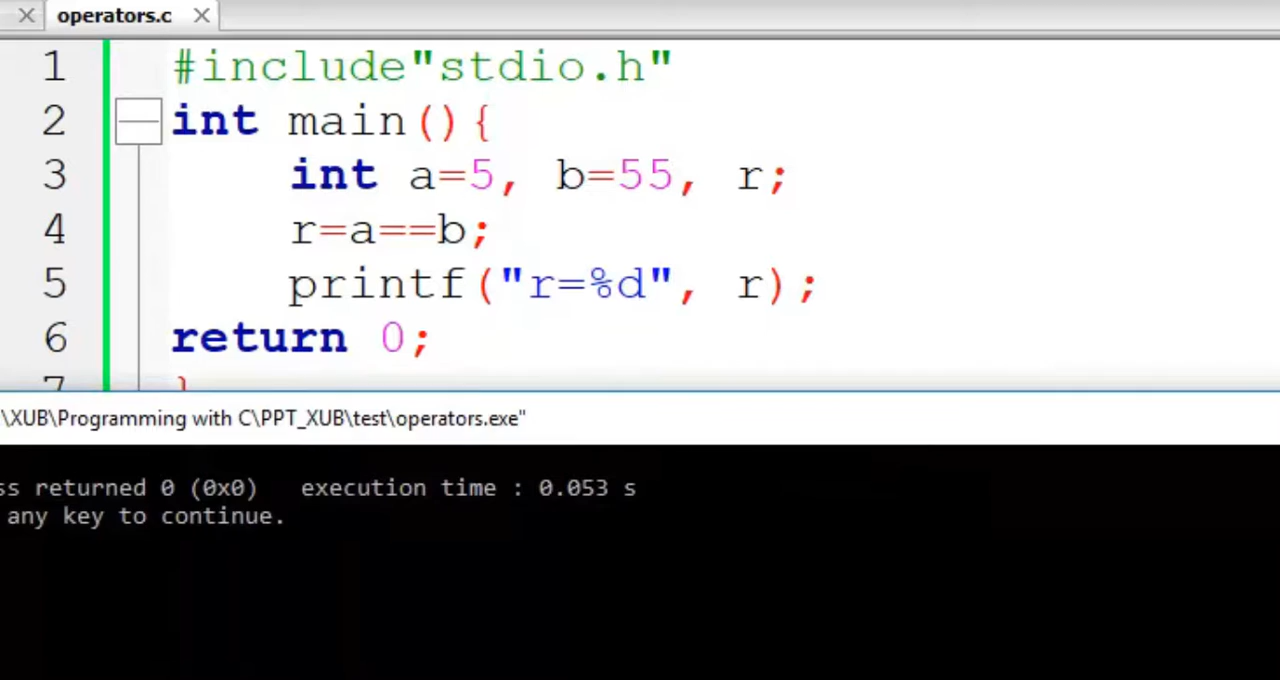 operators.c
1 #include"stdio.h"
2 int main(){
3 int a=5, b=55, r;
4 r=a==b;
5 printf("r=%d", r);
6 return 0;
7 }
\XUB\Programming with C\PPT_XUB\test\operators.exe"
ss returned 0 (0x0) execution time : 0.053 s
any key to continue.